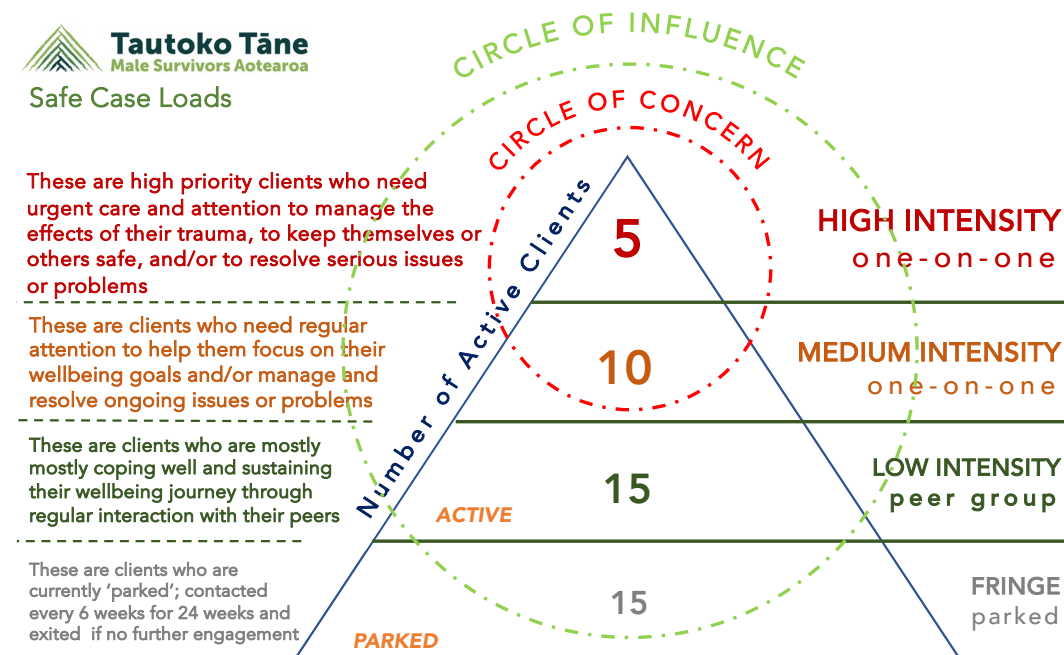 Tautoko Tāne
Male Survivors Aotearoa
Safe Case Loads
CIRCLE OF INFLUENCE
CIRCLE OF CONCERN
Number of Active Clients
These are high priority clients who need
urgent care and attention to manage the
effects of their trauma, to keep themselves or
others safe, and/or to resolve serious issues
or problems
5
HIGH INTENSITY
one-on-one
These are clients who need regular
attention to help them focus on their
wellbeing goals and/or manage and
resolve ongoing issues or problems
10
MEDIUM INTENSITY
one-on-one
These are clients who are mostly
mostly coping well and sustaining
their wellbeing journey through
regular interaction with their peers
ACTIVE
15
LOW INTENSITY
peer group
These are clients who are
currently ‘parked’; contacted
every 6 weeks for 24 weeks and
exited if no further engagement
PARKED
15
FRINGE
parked